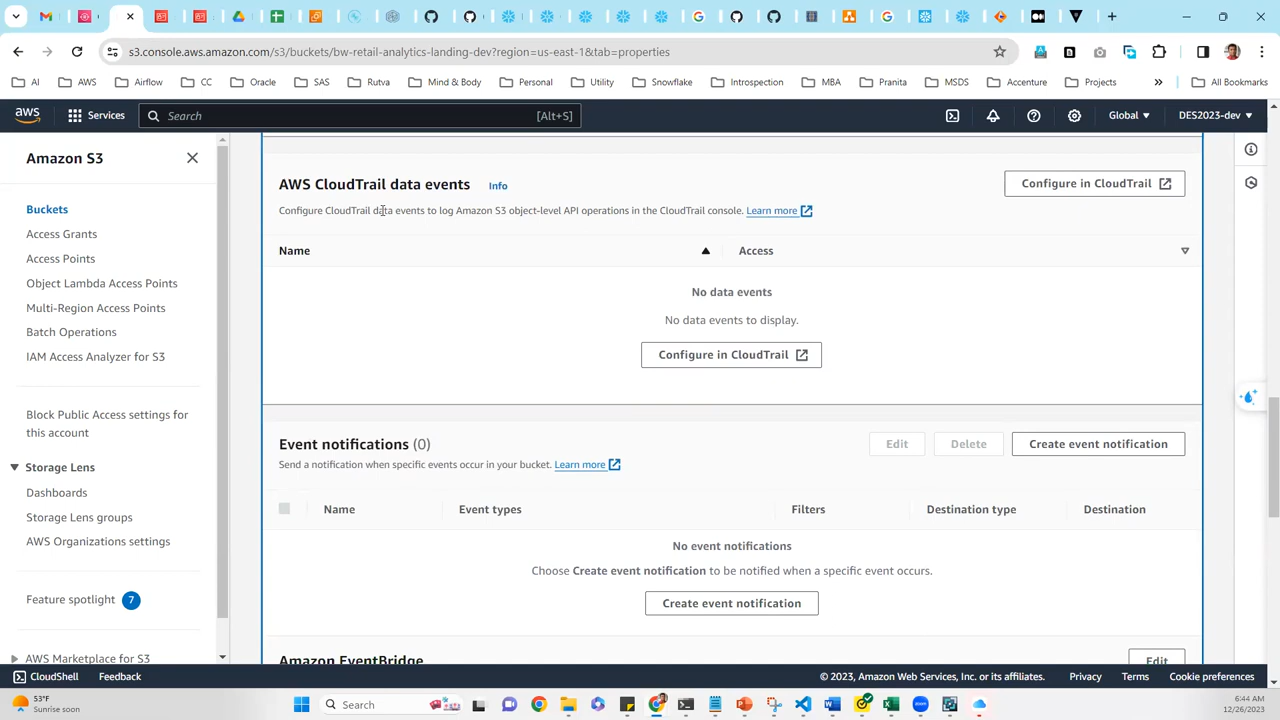 s3.console.aws.amazon.com/s3/buckets/bw-retail-analytics-landing-dev?region=us-east-1&tab=properties
AI
AWS
Airflow
CC
Oracle
SAS
Rutva
Mind & Body
Personal
Utility
Snowflake
Introspection
MBA
Pranita
MSDS
Accenture
Projects
»
All Bookmarks
aws
Services
Search
[Alt+S]
Global
DES2023-dev
Amazon S3
Buckets
Access Grants
Access Points
Object Lambda Access Points
Multi-Region Access Points
Batch Operations
IAM Access Analyzer for S3
Block Public Access settings for
this account
Storage Lens
Dashboards
Storage Lens groups
AWS Organizations settings
Feature spotlight 7
AWS Marketplace for S3
AWS CloudTrail data events Info
Configure in CloudTrail
Configure CloudTrail data events to log Amazon S3 object-level API operations in the CloudTrail console. Learn more
Name
Access
No data events
No data events to display.
Configure in CloudTrail
Event notifications (0)
Edit
Delete
Create event notification
Send a notification when specific events occur in your bucket. Learn more
Name
Event types
Filters
Destination type
Destination
No event notifications
Choose Create event notification to be notified when a specific event occurs.
Create event notification
Amazon EventBridge
Edit
CloudShell
Feedback
© 2023, Amazon Web Services, Inc. or its affiliates.
Privacy
Terms
Cookie preferences
53°F
Sunrise soon
Search
6:44 AM
12/26/2023